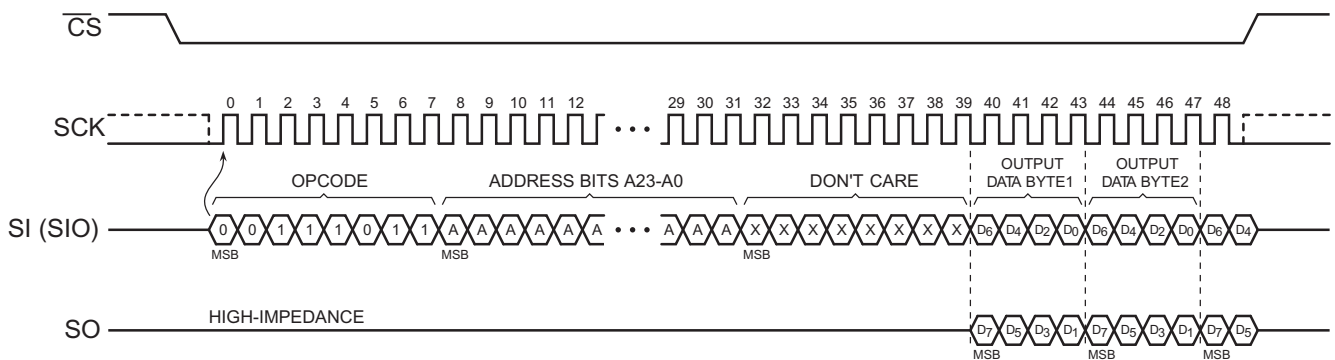 CS
0 1 2 3 4 5 6 7 8 9 10 11 12 29 30 31 32 33 34 35 36 37 38 39 40 41 42 43 44 45 46 47 48
SCK
OPCODE ADDRESS BITS A23-A0 DON'T CARE OUTPUT DATA BYTE1 OUTPUT DATA BYTE2
SI (SIO) 0 0 1 1 1 0 1 1 A A A A A A A A A X X X X X X X X D6 D4 D2 D0 D6 D4 D2 D0 D6 D4
MSB MSB MSB
HIGH-IMPEDANCE
SO D7 D5 D3 D1 D7 D5 D3 D1 D7 D5
MSB MSB MSB